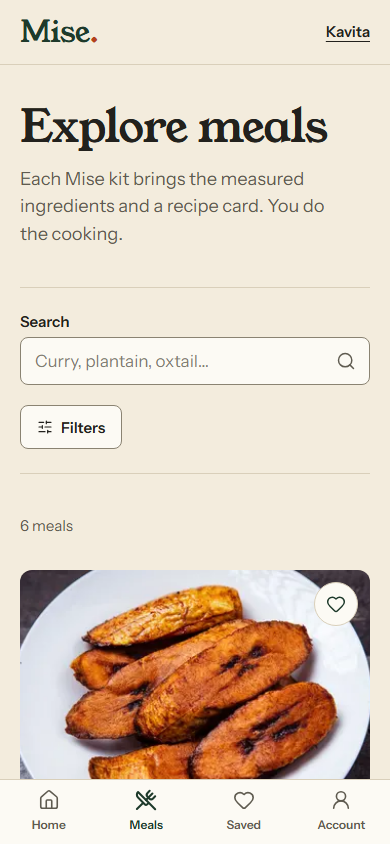 Mise.
Kavita
Explore meals
Each Mise kit brings the measured
ingredients and a recipe card. You do
the cooking.
Search
Curry, plantain, oxtail...
Filters
6 meals
Home
Meals
Saved
Account